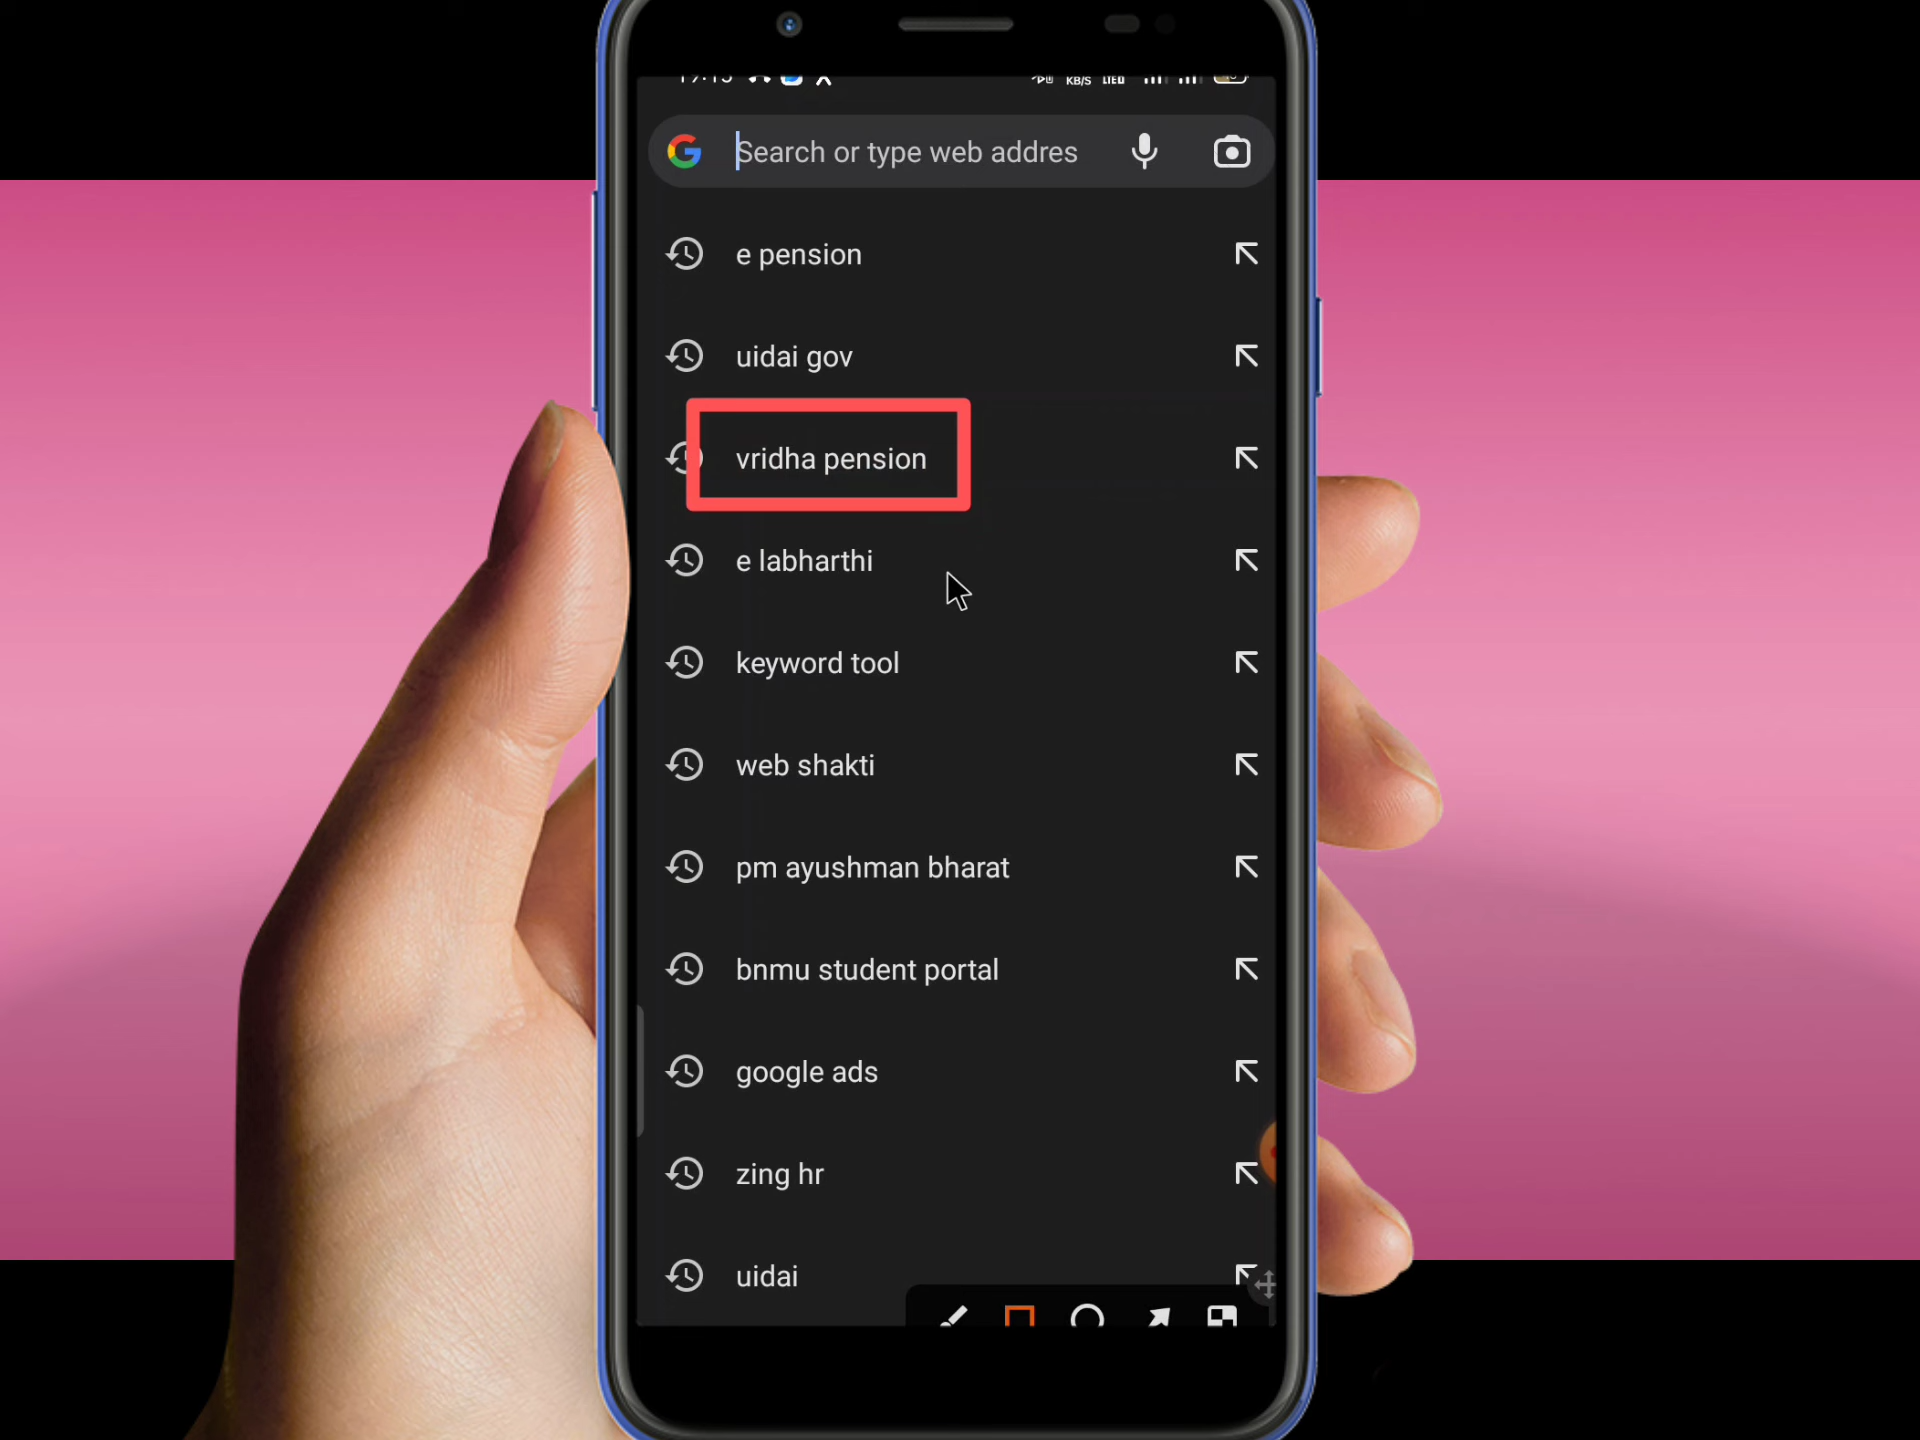 Search or type web addres
e pension
uidai gov
vridha pension
e labharthi
keyword tool
web shakti
pm ayushman bharat
bnmu student portal
google ads
zing hr
uidai